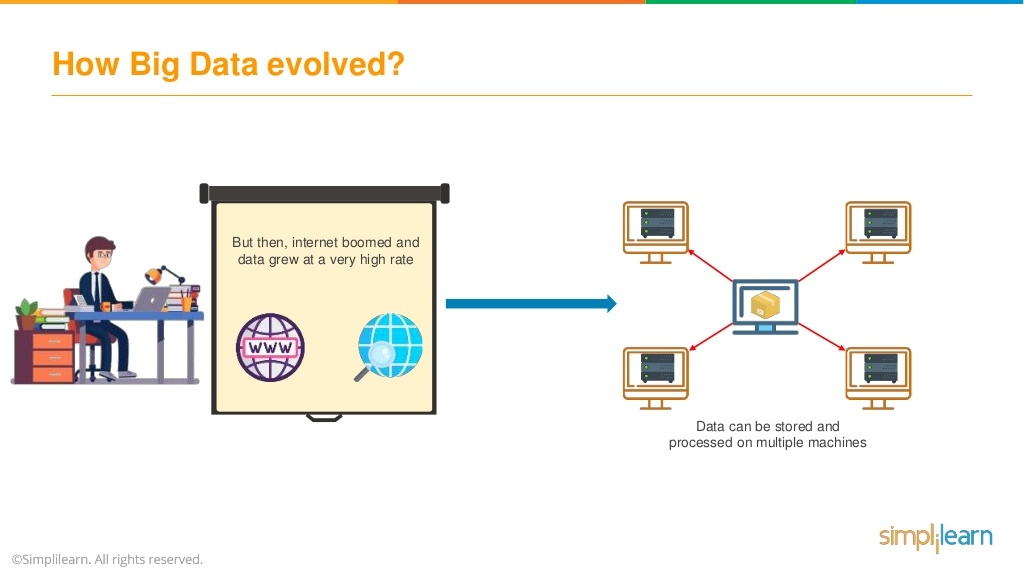 How Big Data evolved?
But then, internet boomed and
data grew at a very high rate
WWW
Data can be stored and
processed on multiple machines
simplilearn
©Simplilearn. All rights reserved.